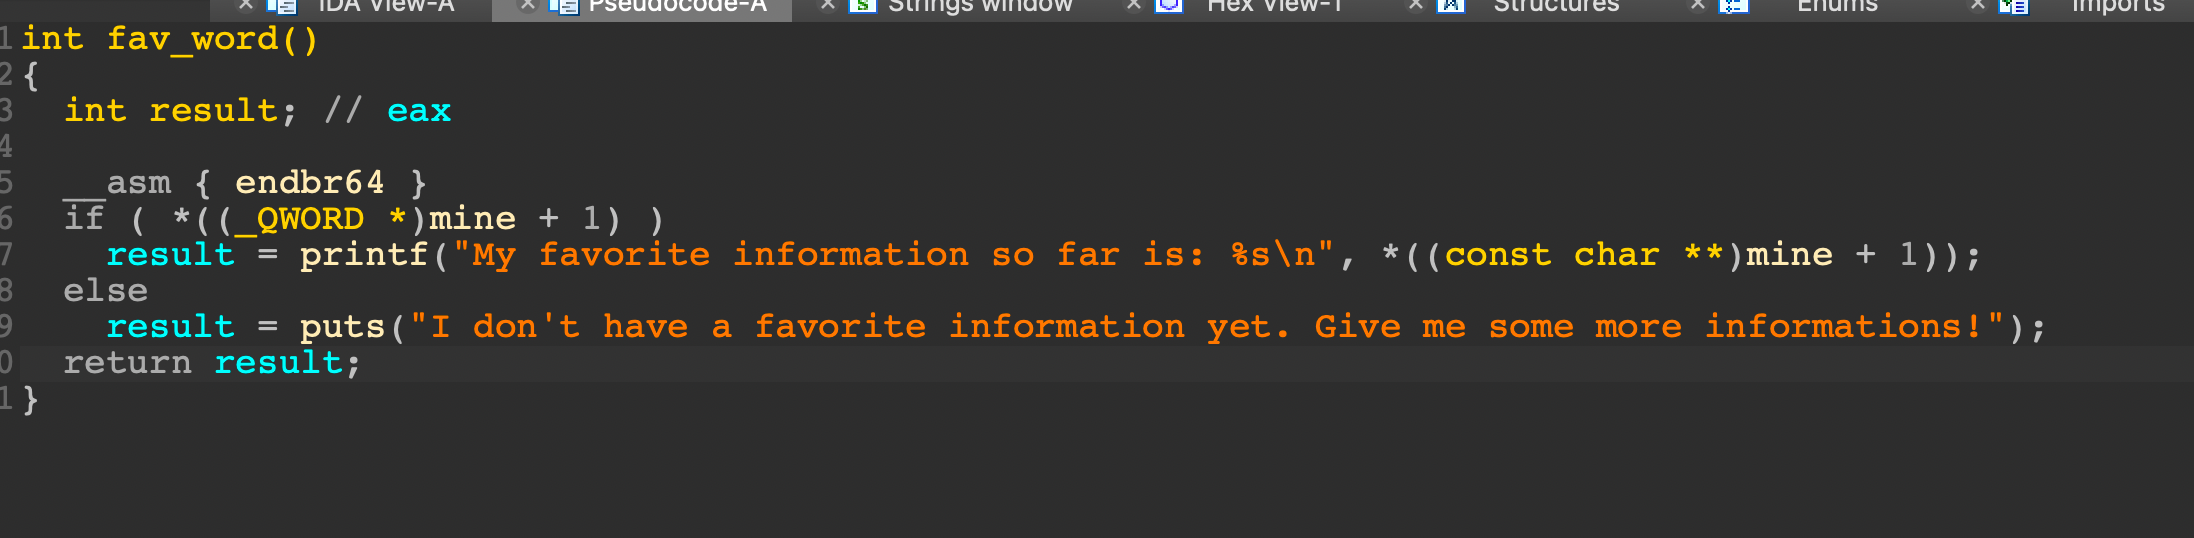 IDA View-A Pseudocode-A Strings window Hex View-1 Structures Enums Imports
1 int fav_word()
2 {
3 int result; // eax
4
5 __asm { endbr64 }
6 if ( *((_QWORD *)mine + 1) )
7 result = printf("My favorite information so far is: %s\n", *((const char **)mine + 1));
8 else
9 result = puts("I don't have a favorite information yet. Give me some more informations!");
0 return result;
1 }